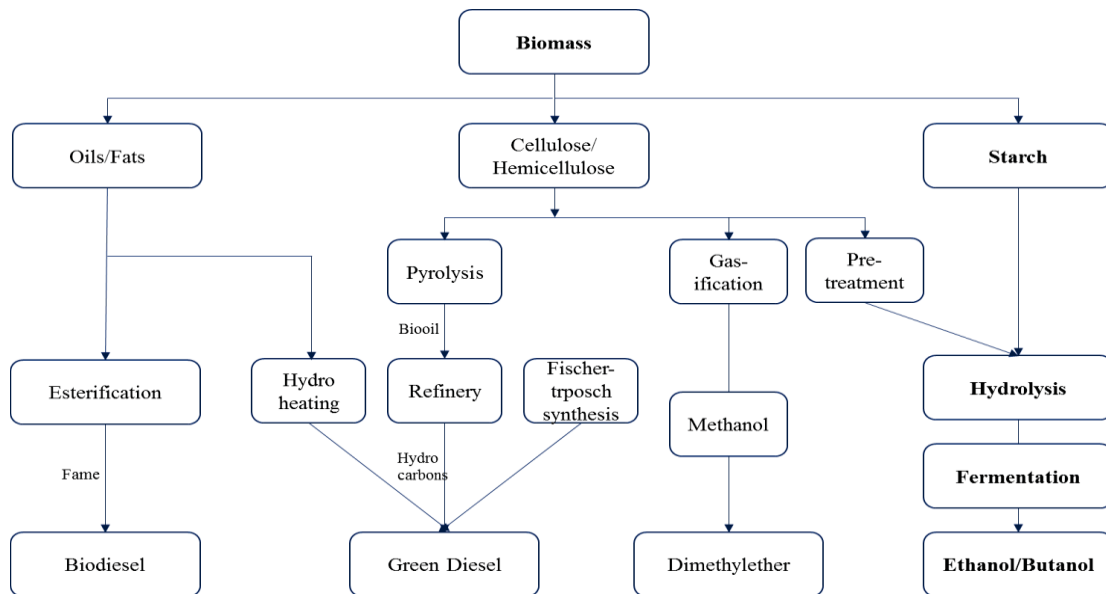 Biomass
Oils/Fats
Cellulose/
Hemicellulose
Starch
Pyrolysis
Gas-
ification
Pre-
treatment
Biooil
Esterification
Hydro
heating
Refinery
Fischer-
trposch
synthesis
Hydrolysis
Methanol
Fame
Hydro
carbons
Fermentation
Biodiesel
Green Diesel
Dimethylether
Ethanol/Butanol